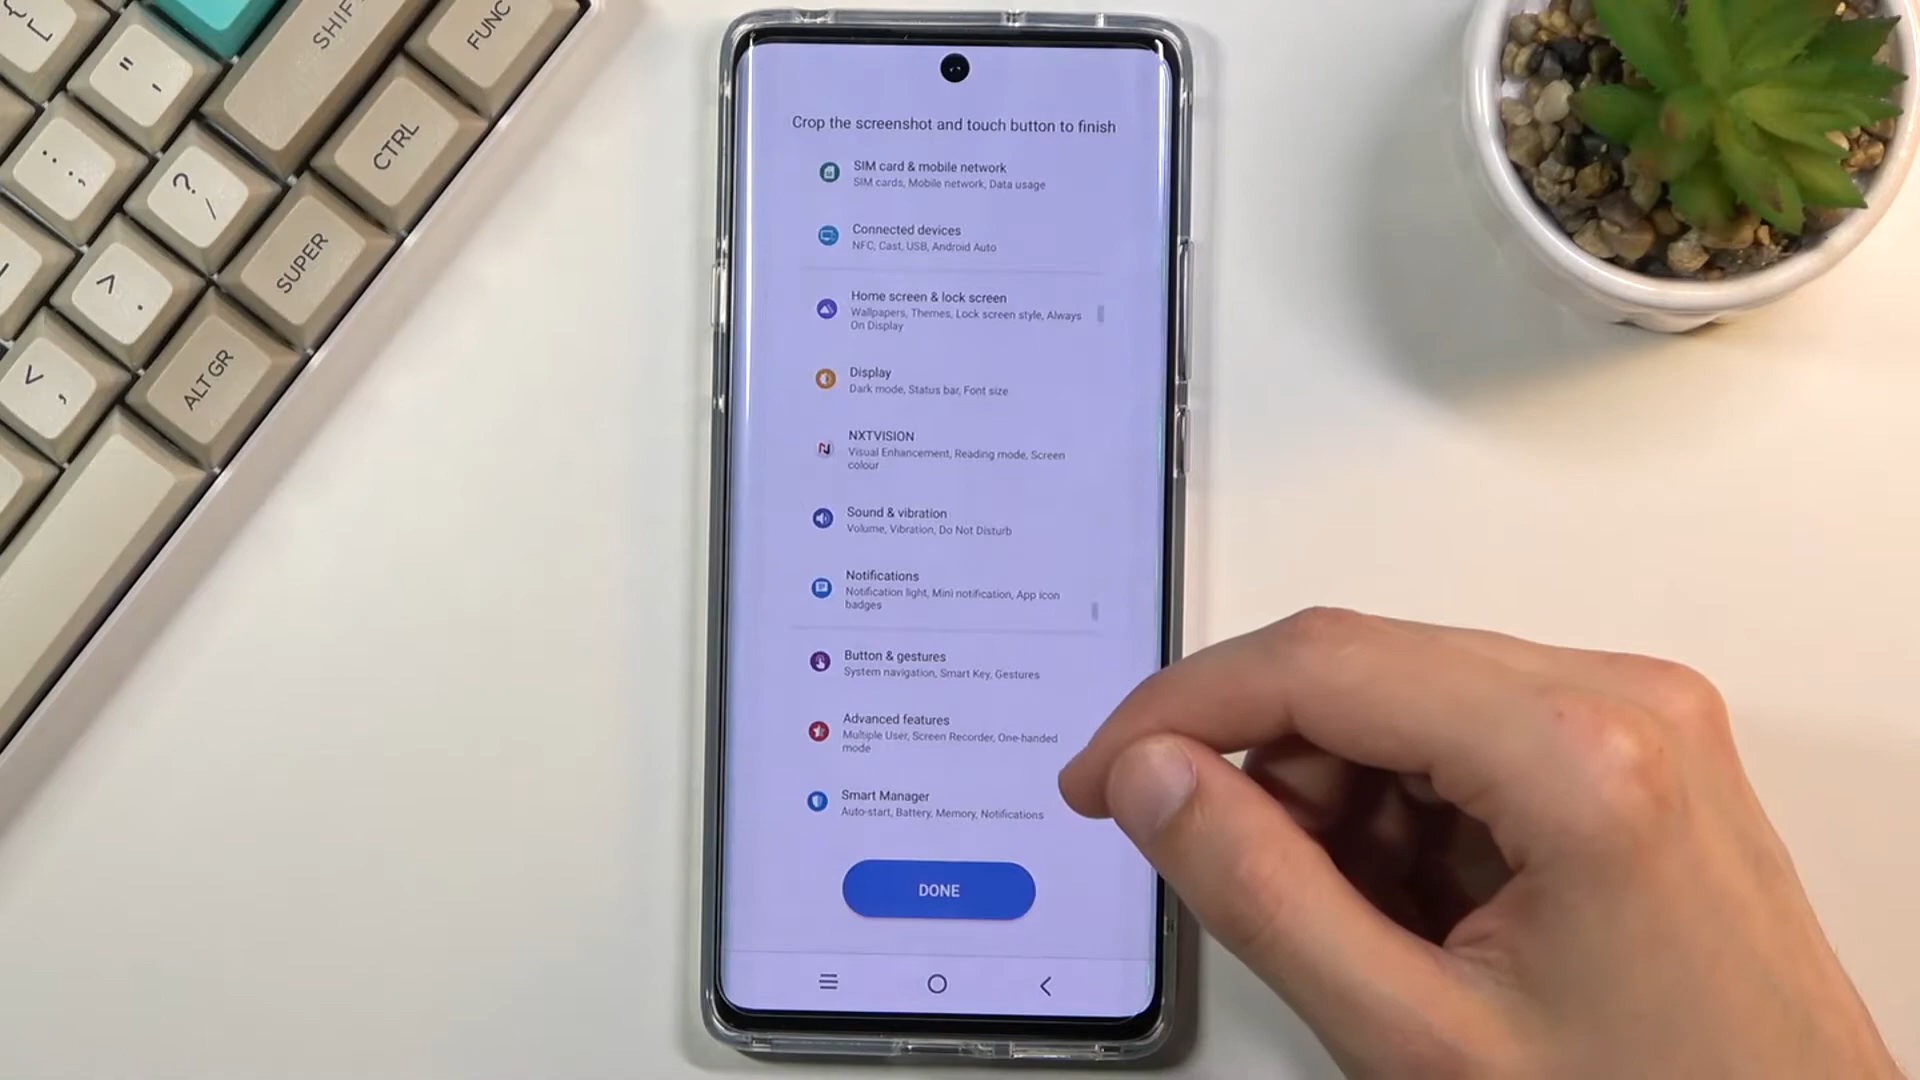 SHIFT
FUNC
CTRL
SUPER
ALT GR
Crop the screenshot and touch button to finish
SIM card & mobile network
SIM cards, Mobile network, Data usage
Connected devices
NFC, Cast, USB, Android Auto
Home screen & lock screen
Wallpapers, Themes, Lock screen style, Always
On Display
Display
Dark mode, Status bar, Font size
NXTVISION
Visual Enhancement, Reading mode, Screen
colour
Sound & vibration
Volume, Vibration, Do Not Disturb
Notifications
Notification light, Mini notification, App icon
badges
Button & gestures
System navigation, Smart Key, Gestures
Advanced features
Multiple User, Screen Recorder, One-handed
mode
Smart Manager
Auto-start, Battery, Memory, Notifications
DONE